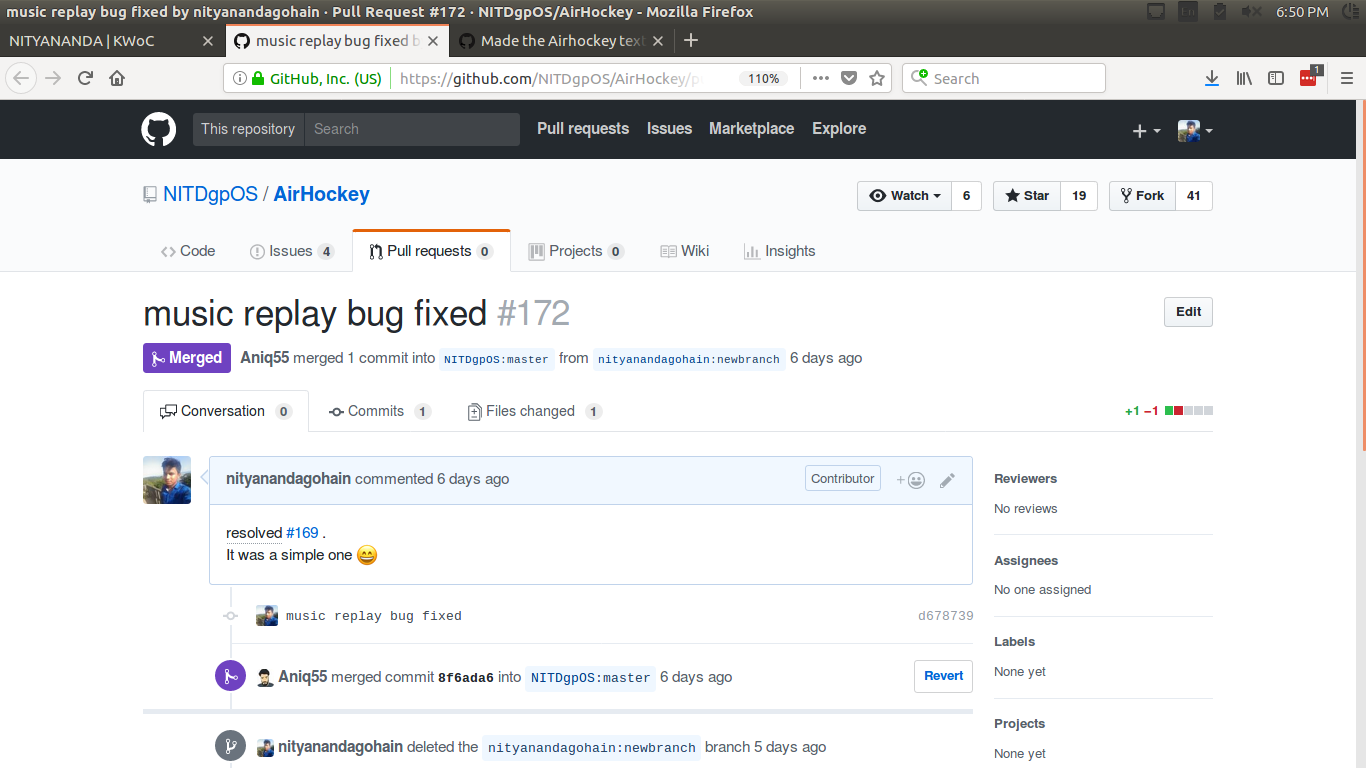 music replay bug fixed by nityanandagohain · Pull Request #172 · NITDgpOS/AirHockey - Mozilla Firefox
6:50 PM
NITYANANDA | KWoC
music replay bug fixed b
Made the Airhockey text
GitHub, Inc. (US)
https://github.com/NITDgpOS/AirHockey/p
110%
Search
1
This repository
Search
Pull requests
Issues
Marketplace
Explore
NITDgpOS / AirHockey
Watch 6
Star 19
Fork 41
Code
Issues 4
Pull requests 0
Projects 0
Wiki
Insights
music replay bug fixed #172
Edit
Merged
Aniq55 merged 1 commit into NITDgpOS:master from nityanandagohain:newbranch 6 days ago
Conversation 0
Commits 1
Files changed 1
+1 −1
nityanandagohain commented 6 days ago
Contributor
resolved #169 .
It was a simple one 😄
music replay bug fixed
d678739
Aniq55 merged commit 8f6ada6 into NITDgpOS:master 6 days ago
Revert
nityanandagohain deleted the nityanandagohain:newbranch branch 5 days ago
Reviewers
No reviews
Assignees
No one assigned
Labels
None yet
Projects
None yet